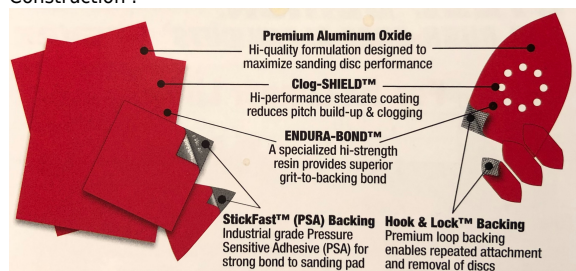 Construction :
Premium Aluminum Oxide
Hi-quality formulation designed to
maximize sanding disc performance
Clog-SHIELD™
Hi-performance stearate coating
reduces pitch build-up & clogging
ENDURA-BOND™
A specialized hi-strength
resin provides superior
grit-to-backing bond
StickFast™ (PSA) Backing
Industrial grade Pressure
Sensitive Adhesive (PSA) for
strong bond to sanding pad
Hook & Lock™ Backing
Premium loop backing
enables repeated attachment
and removal of discs